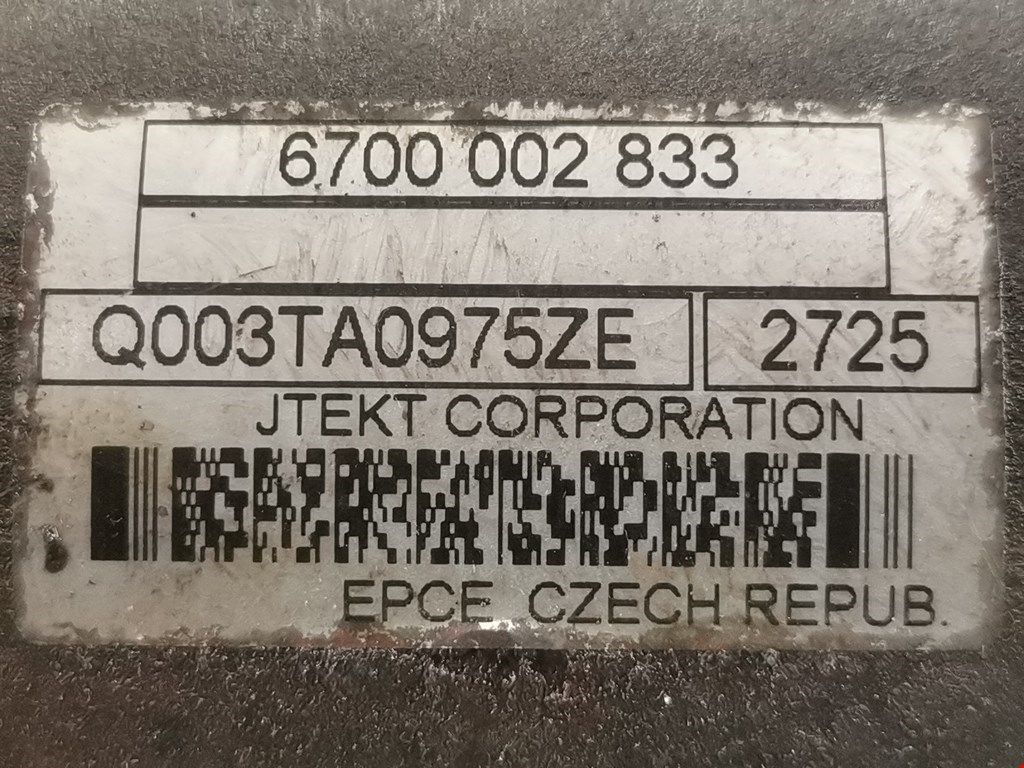 6700 002 833
Q003TA0975ZE 2725
JTEKT CORPORATION
EPCE CZECH REPUB.